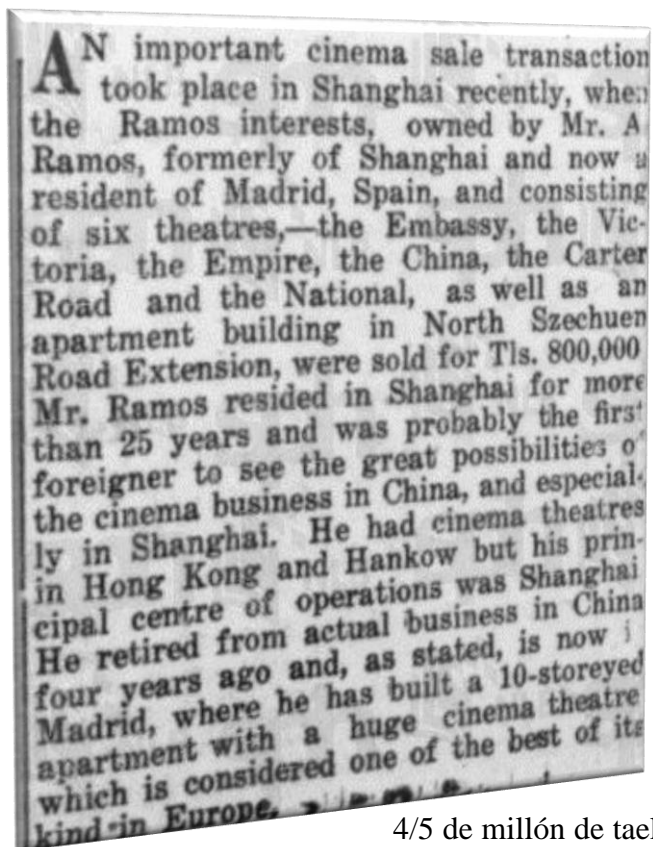 AN important cinema sale transaction
took place in Shanghai recently, when
the Ramos interests, owned by Mr. A
Ramos, formerly of Shanghai and now a
resident of Madrid, Spain, and consisting
of six theatres,—the Embassy, the Vic-
toria, the Empire, the China, the Carter
Road and the National, as well as an
apartment building in North Szechuen
Road Extension, were sold for Tls. 800,000
Mr. Ramos resided in Shanghai for more
than 25 years and was probably the first
foreigner to see the great possibilities o
the cinema business in China, and especial-
ly in Shanghai. He had cinema theatres
in Hong Kong and Hankow but his prin-
cipal centre of operations was Shanghai
He retired from actual business in China
four years ago and, as stated, is now i
Madrid, where he has built a 10-storeyed
apartment with a huge cinema theatre
which is considered one of the best of its
kind in Europe.
4/5 de millón de tael